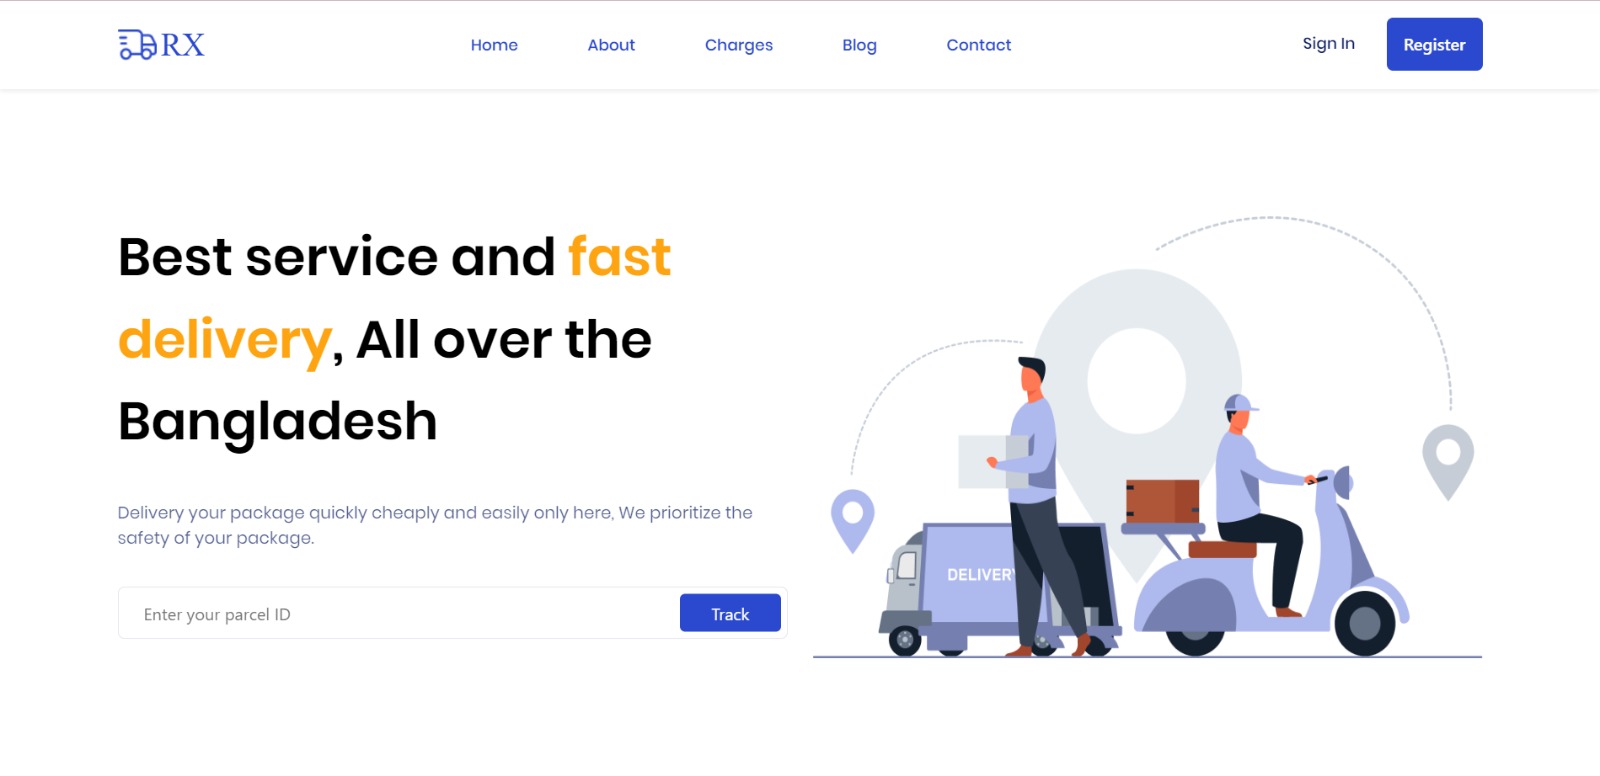 RX
Home
About
Charges
Blog
Contact
Sign In
Register
Best service and fast
delivery, All over the
Bangladesh
Delivery your package quickly cheaply and easily only here, We prioritize the
safety of your package.
Enter your parcel ID
Track
DELIVERY